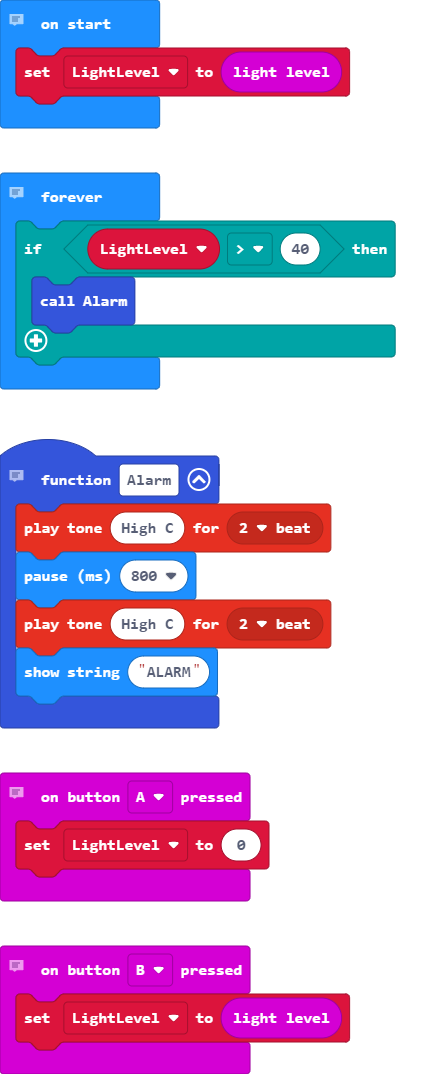 on start
set LightLevel to light level
forever
if LightLevel > 40 then
call Alarm
function Alarm
play tone High C for 2 beat
pause (ms) 800
play tone High C for 2 beat
show string "ALARM"
on button A pressed
set LightLevel to 0
on button B pressed
set LightLevel to light level